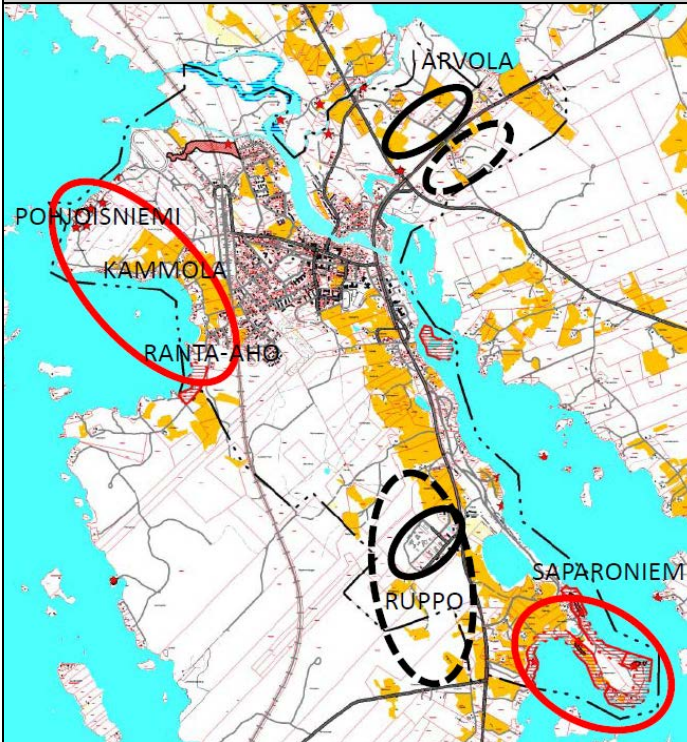 ARVOLA
POHJOISNIEMI
KAMMOLA
RANTA-AHO
SAPARONIEM
RUPPO